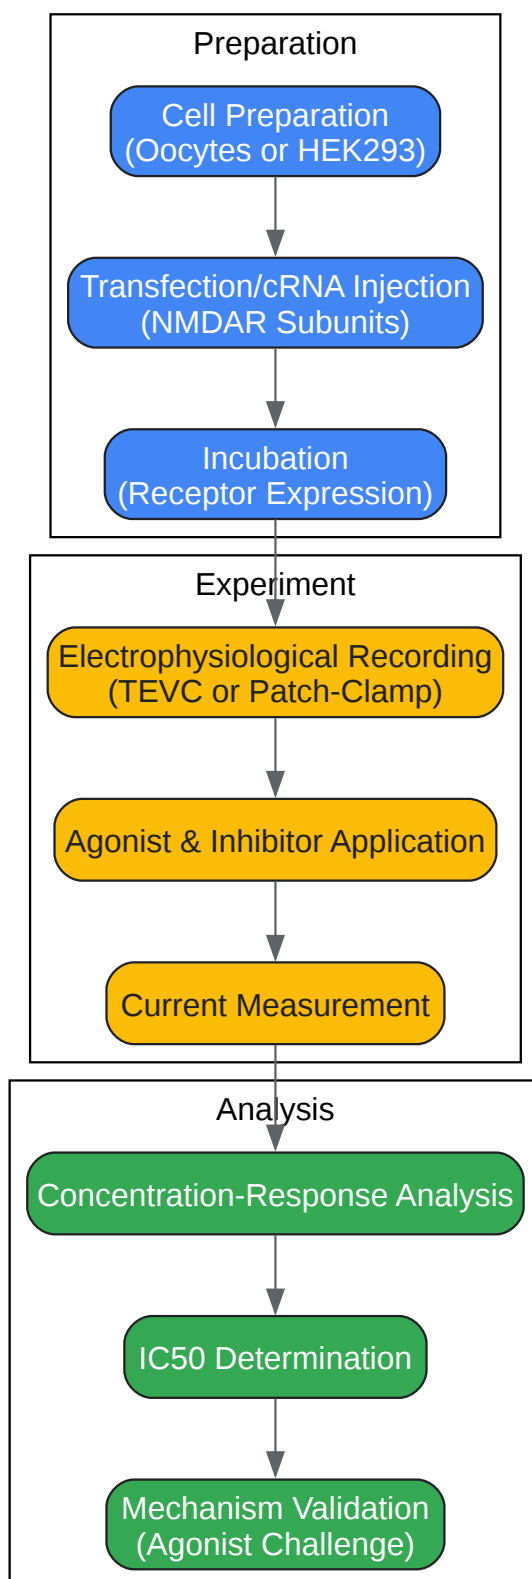 Preparation
Cell Preparation
(Oocytes or HEK293)
Transfection/cRNA Injection
(NMDAR Subunits)
Incubation
(Receptor Expression)
Experiment
Electrophysiological Recording
(TEVC or Patch-Clamp)
Agonist & Inhibitor Application
Current Measurement
Analysis
Concentration-Response Analysis
IC50 Determination
Mechanism Validation
(Agonist Challenge)